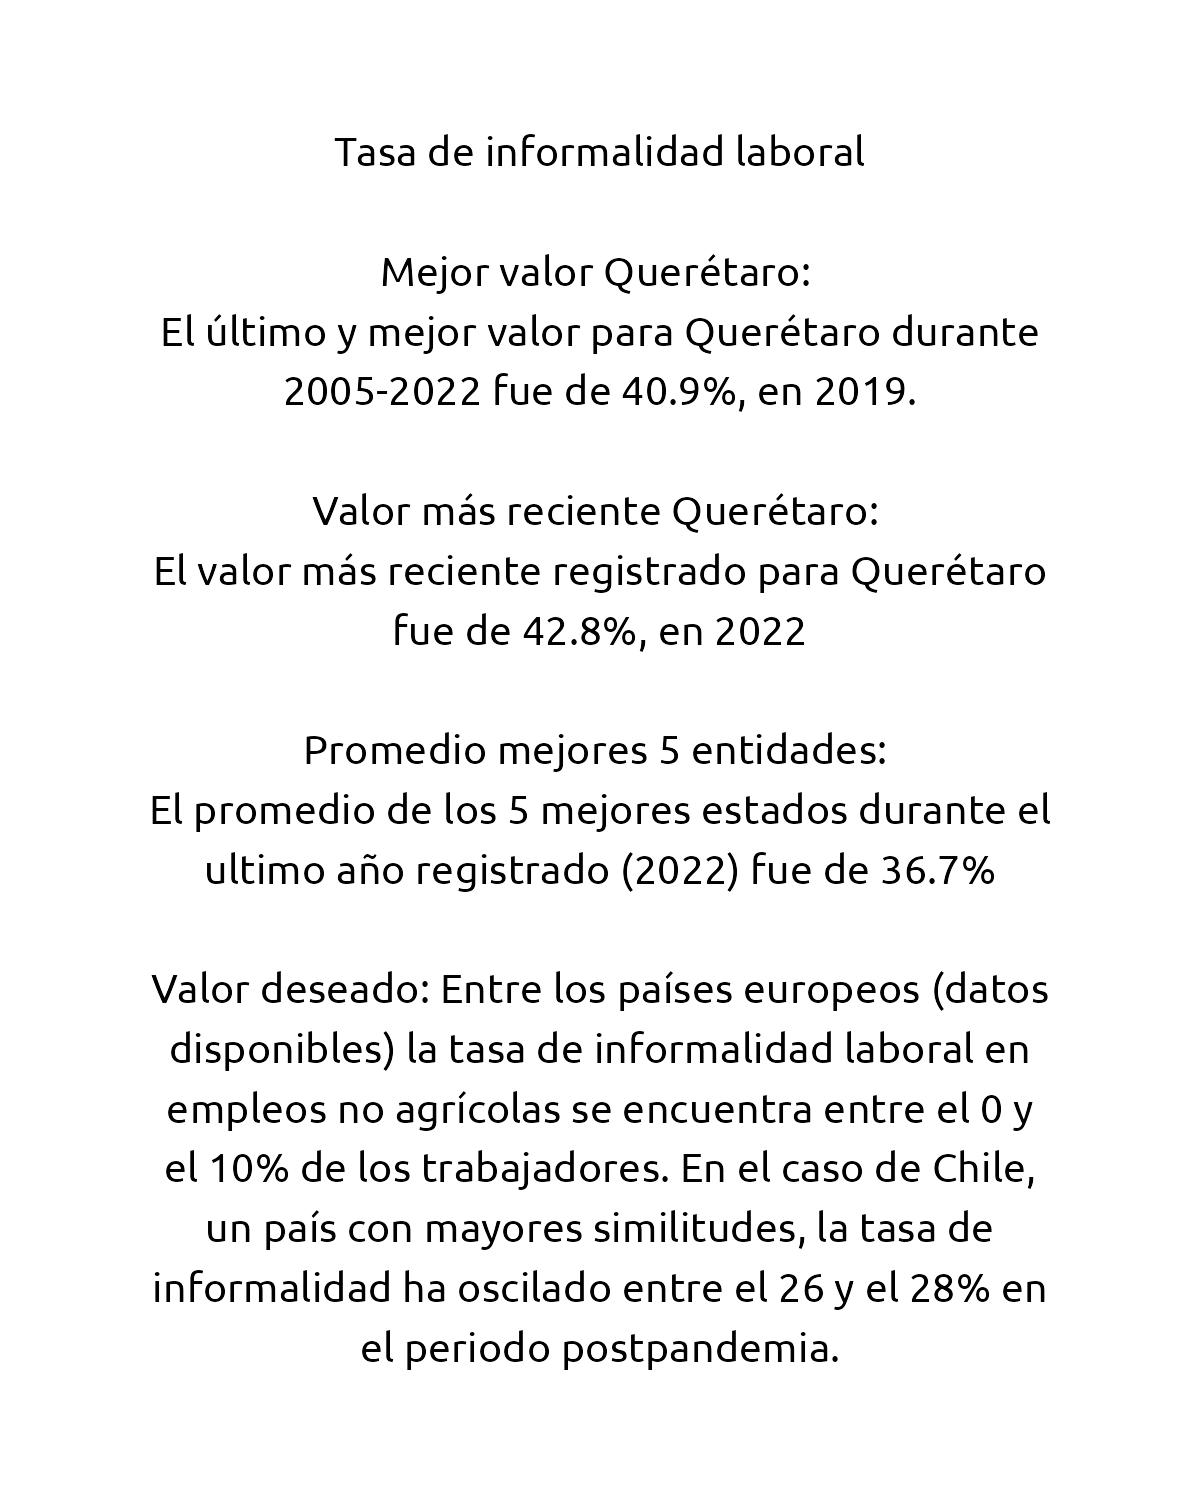 Tasa de informalidad laboral
Mejor valor Querétaro:
El último y mejor valor para Querétaro durante
2005-2022 fue de 40.9%, en 2019.
Valor más reciente Querétaro:
El valor más reciente registrado para Querétaro
fue de 42.8%, en 2022
Promedio mejores 5 entidades:
El promedio de los 5 mejores estados durante el
ultimo año registrado (2022) fue de 36.7%
Valor deseado: Entre los países europeos (datos
disponibles) la tasa de informalidad laboral en
empleos no agrícolas se encuentra entre el 0 y
el 10% de los trabajadores. En el caso de Chile,
un país con mayores similitudes, la tasa de
informalidad ha oscilado entre el 26 y el 28% en
el periodo postpandemia.